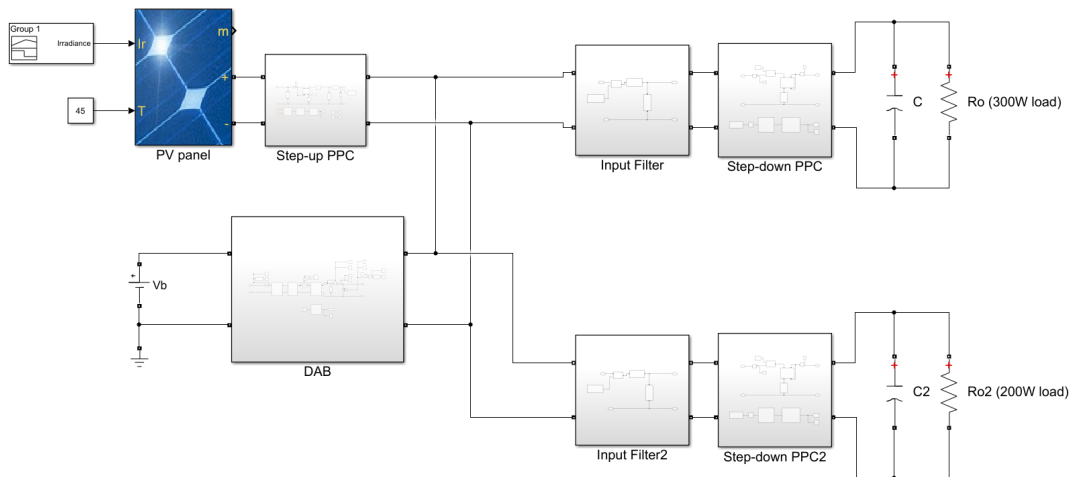 Group 1
Irradiance
Ir
m
+
45
T
-
PV panel
Step-up PPC
Input Filter
Step-down PPC
+
+
C
Ro (300W load)
+
Vb
DAB
Input Filter2
Step-down PPC2
+
+
C2
Ro2 (200W load)